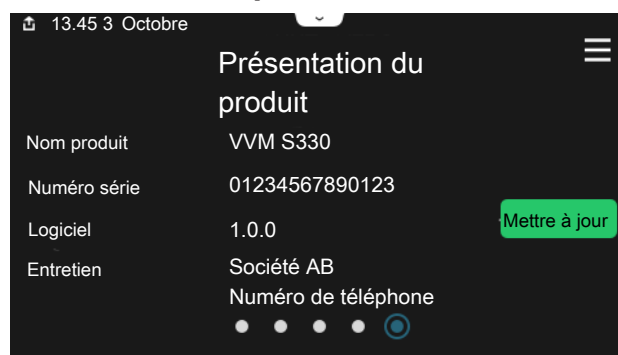 13.45 3 Octobre
Présentation du
produit
Nom produit VVM S330
Numéro série 01234567890123
Logiciel 1.0.0 Mettre à jour
Entretien Société AB
Numéro de téléphone